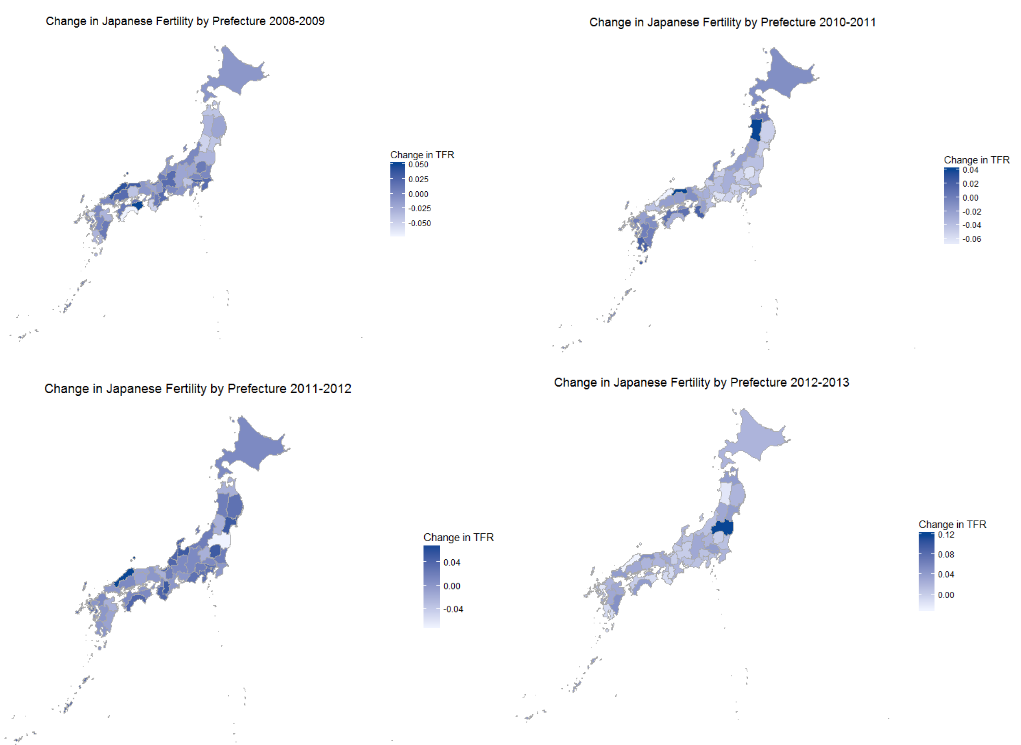 Change in Japanese Fertility by Prefecture 2008-2009
Change in TFR
0.050
0.025
0.000
-0.025
-0.050
Change in Japanese Fertility by Prefecture 2010-2011
Change in TFR
0.04
0.02
0.00
-0.02
-0.04
-0.06
Change in Japanese Fertility by Prefecture 2011-2012
Change in TFR
0.04
0.00
-0.04
Change in Japanese Fertility by Prefecture 2012-2013
Change in TFR
0.12
0.08
0.04
0.00